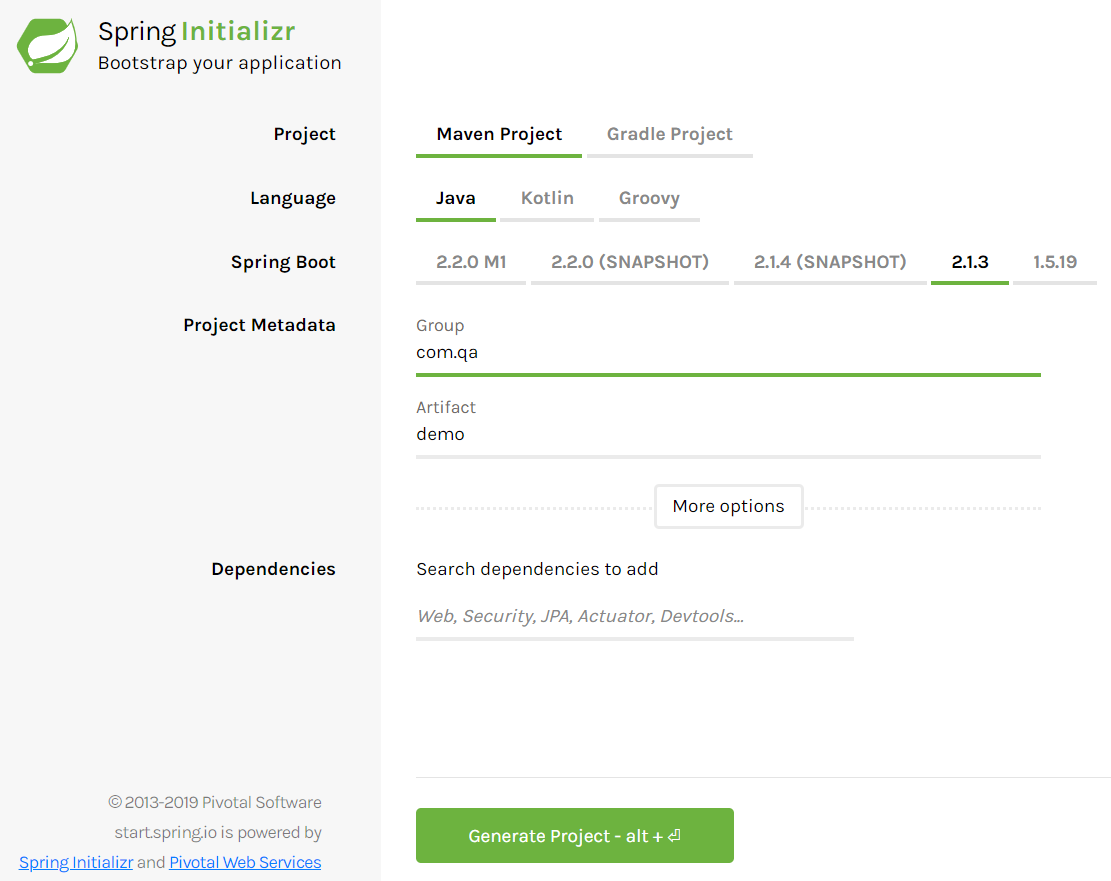 Spring Initializr
Bootstrap your application
Project
Maven Project Gradle Project
Language
Java Kotlin Groovy
Spring Boot
2.2.0 M1 2.2.0 (SNAPSHOT) 2.1.4 (SNAPSHOT) 2.1.3 1.5.19
Project Metadata
Group
com.qa
Artifact
demo
More options
Dependencies
Search dependencies to add
Web, Security, JPA, Actuator, Devtools...
© 2013-2019 Pivotal Software
start.spring.io is powered by
Spring Initializr and Pivotal Web Services
Generate Project - alt + ⏎